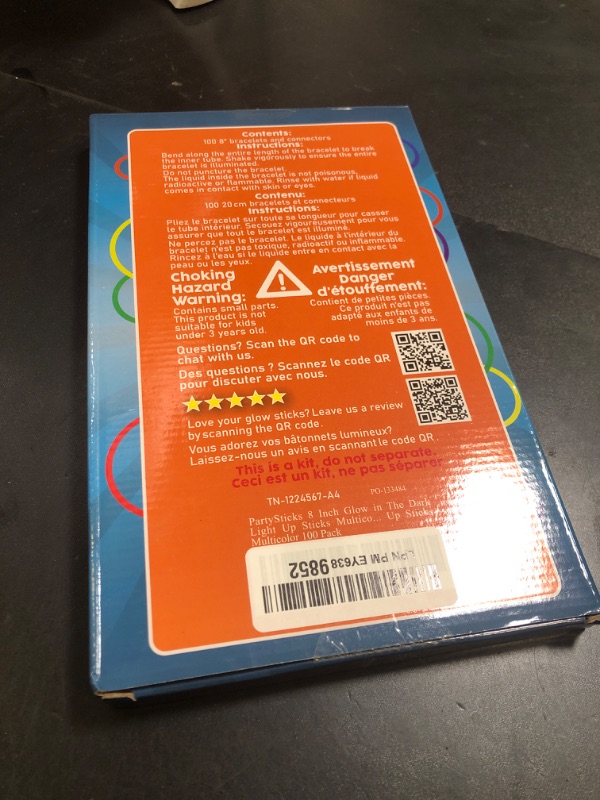 Contents:
100 8" bracelets and connectors
Instructions:
Bend along the entire length of the bracelet to break
the inner tube. Shake vigorously to ensure the entire
bracelet is illuminated.
Do not puncture the bracelet.
The liquid inside the bracelet is not poisonous,
radioactive or flammable. Rinse with water if liquid
comes in contact with skin or eyes.
Contenu:
100 20cm bracelets et connecteurs
Instructions:
Pliez le bracelet sur toute sa longueur pour casser
le tube intérieur. Secouez vigoureusement pour vous
assurer que tout le bracelet est illuminé.
Ne percez pas le bracelet. Le liquide à l'intérieur du
bracelet n'est pas toxique, radioactif ou inflammable.
Rincez à l'eau si le liquide entre en contact avec la
peau ou les yeux.
Choking
Hazard
Warning:
Contains small parts.
This product is not
suitable for kids
under 3 years old.
Avertissement
Danger
d'étouffement:
Contient de petites pièces.
Ce produit n'est pas
adapté aux enfants de
moins de 3 ans.
Questions? Scan the QR code to
chat with us.
Des questions ? Scannez le code QR
pour discuter avec nous.
Love your glow sticks? Leave us a review
by scanning the QR code.
Vous adorez vos bâtonnets lumineux?
Laissez-nous un avis en scannant le code QR.
This is a kit, do not separate.
Ceci est un kit, ne pas séparer
TN-1224567-A4
PO-133484
PartySticks 8 Inch Glow in The Dark
Light Up Sticks Multico... Up Sticks
Multicolor 100 Pack
LPN PM EY638 9852